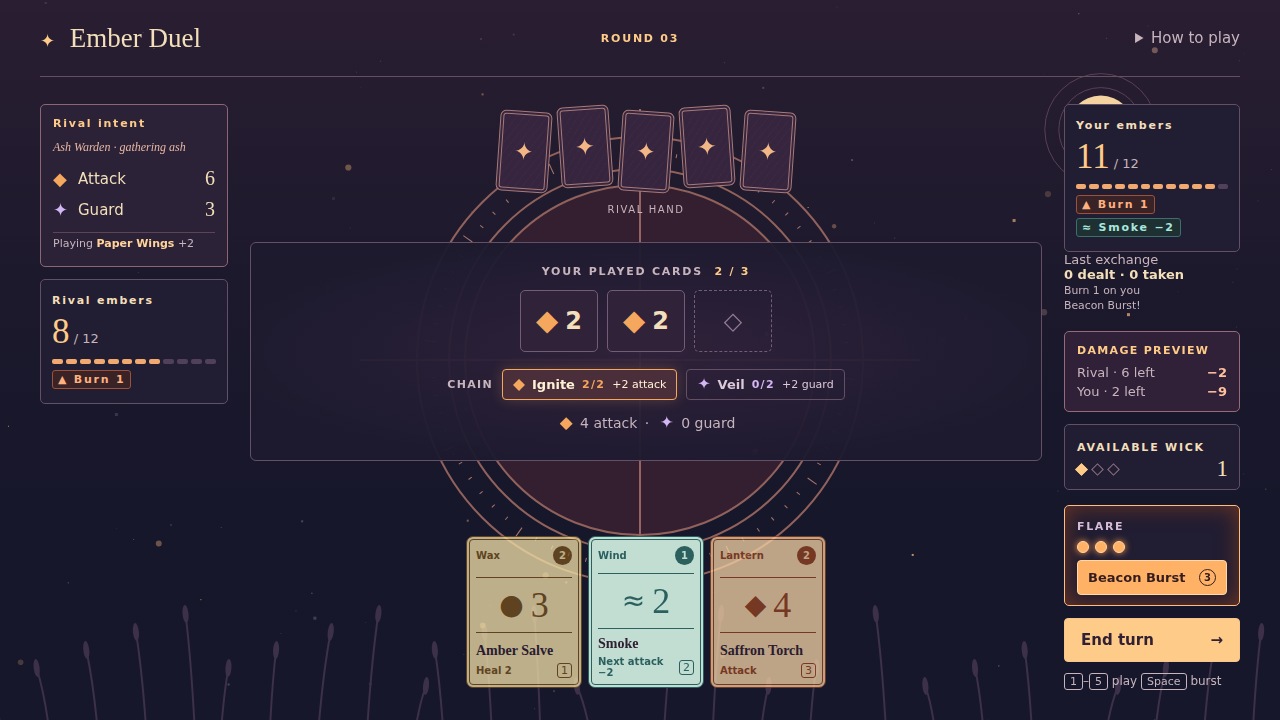 Ember Duel
ROUND 03
How to play
Rival intent
Ash Warden · gathering ash
Attack 6
Guard 3
Playing Paper Wings +2
Rival embers
8 / 12
▲ Burn 1
RIVAL HAND
YOUR PLAYED CARDS 2 / 3
2
2
CHAIN
Ignite 2/2 +2 attack
Veil 0/2 +2 guard
4 attack · 0 guard
Wax 2
3
Amber Salve
Heal 2 1
Wind 1
≈ 2
Smoke
Next attack
−2 2
Lantern 2
4
Saffron Torch
Attack 3
Your embers
11 / 12
▲ Burn 1
≈ Smoke −2
Last exchange
0 dealt · 0 taken
Burn 1 on you
Beacon Burst!
DAMAGE PREVIEW
Rival · 6 left −2
You · 2 left −9
AVAILABLE WICK
1
FLARE
Beacon Burst 3
End turn →
1–5 play Space burst